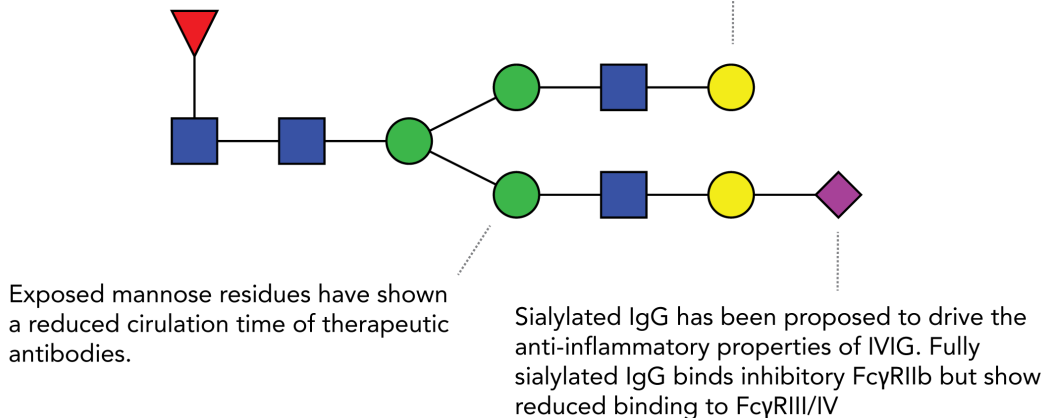 Exposed mannose residues have shown
a reduced cirulation time of therapeutic
antibodies.
Sialylated IgG has been proposed to drive the
anti-inflammatory properties of IVIG. Fully
sialylated IgG binds inhibitory FcγRIIb but show
reduced binding to FcγRIII/IV